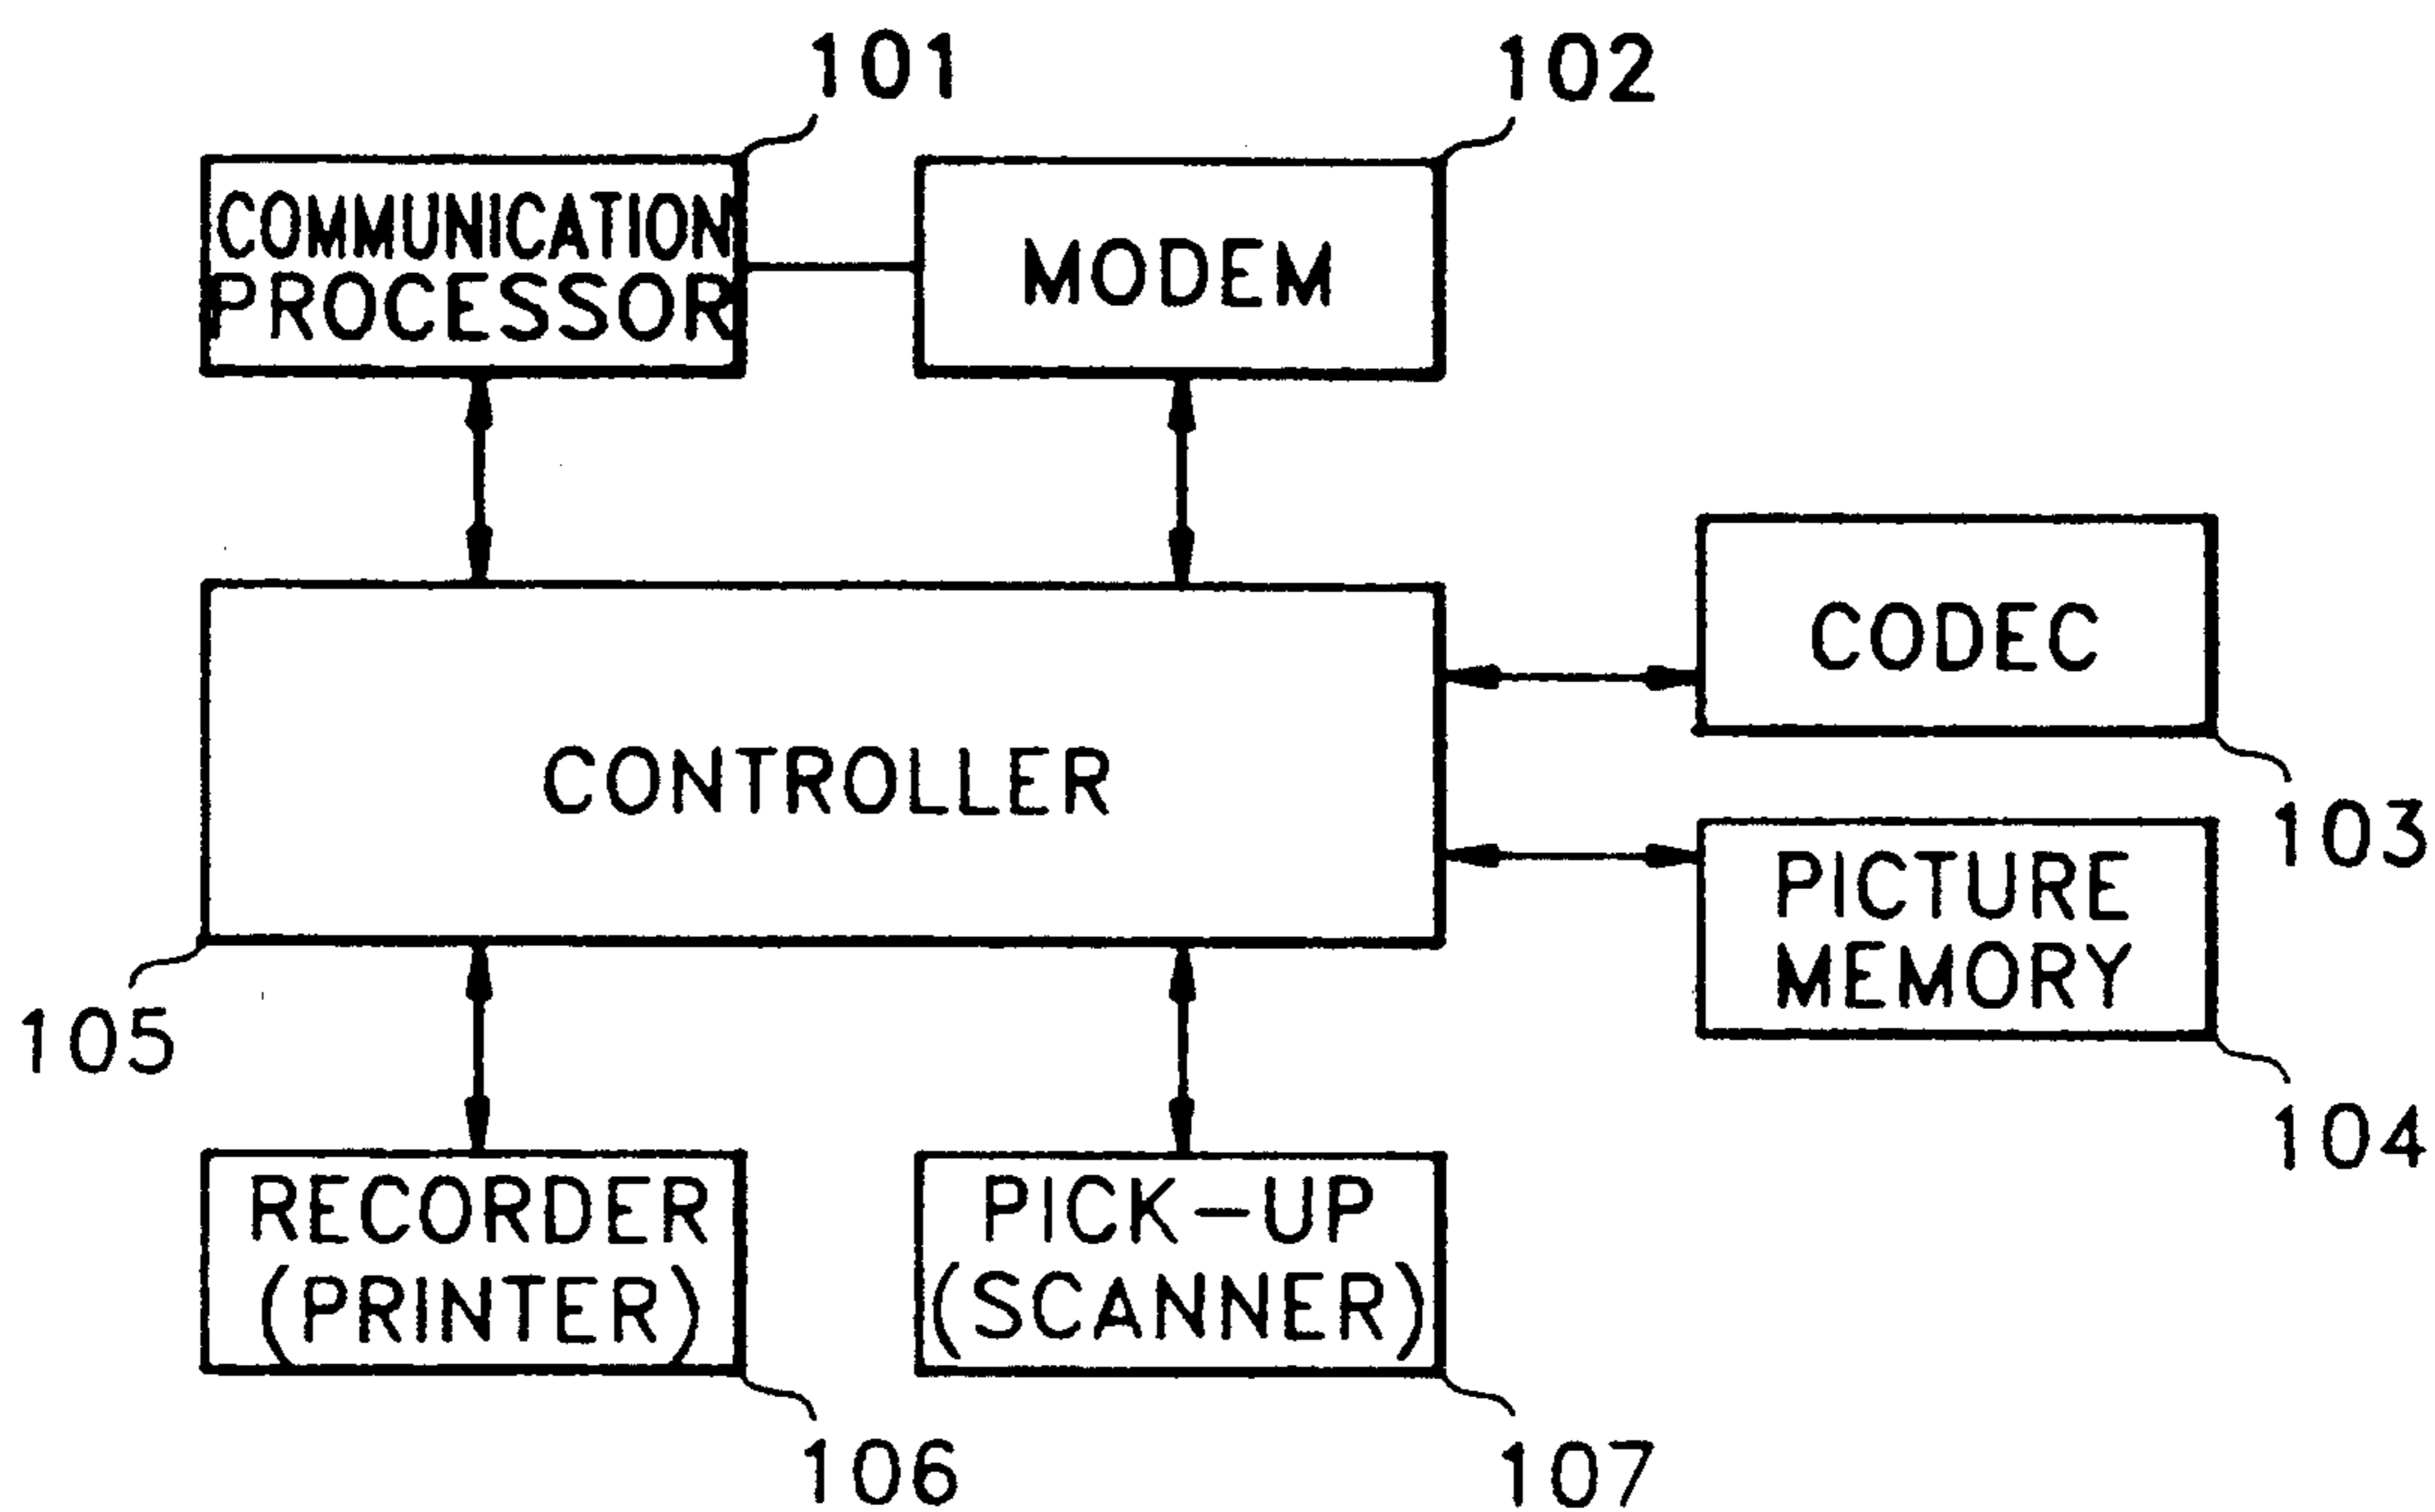 101
102
COMMUNICATION
PROCESSOR
MODEM
CODEC
103
CONTROLLER
PICTURE
MEMORY
104
105
RECORDER
(PRINTER)
PICK-UP
(SCANNER)
106
107